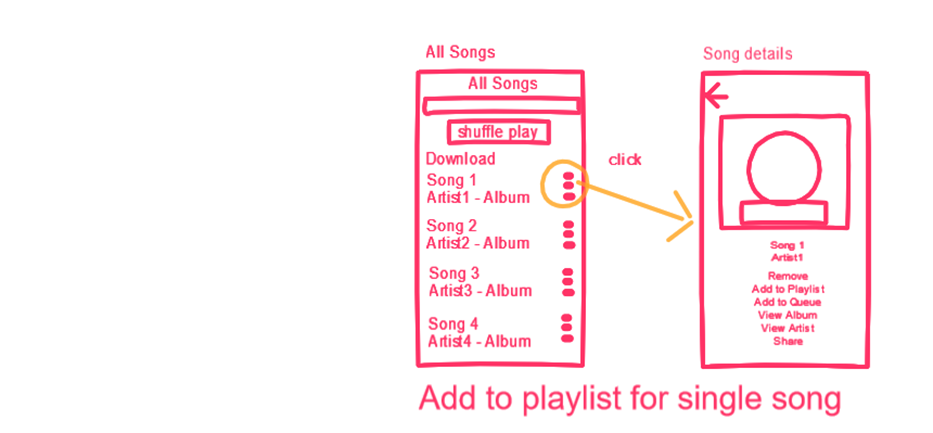 All Songs
All Songs
shuffle play
Download
Song 1
Artist1 - Album
Song 2
Artist2 - Album
Song 3
Artist3 - Album
Song 4
Artist4 - Album
click
Song details
Song 1
Artist1
Remove
Add to Playlist
Add to Queue
View Album
View Artist
Share
Add to playlist for single song